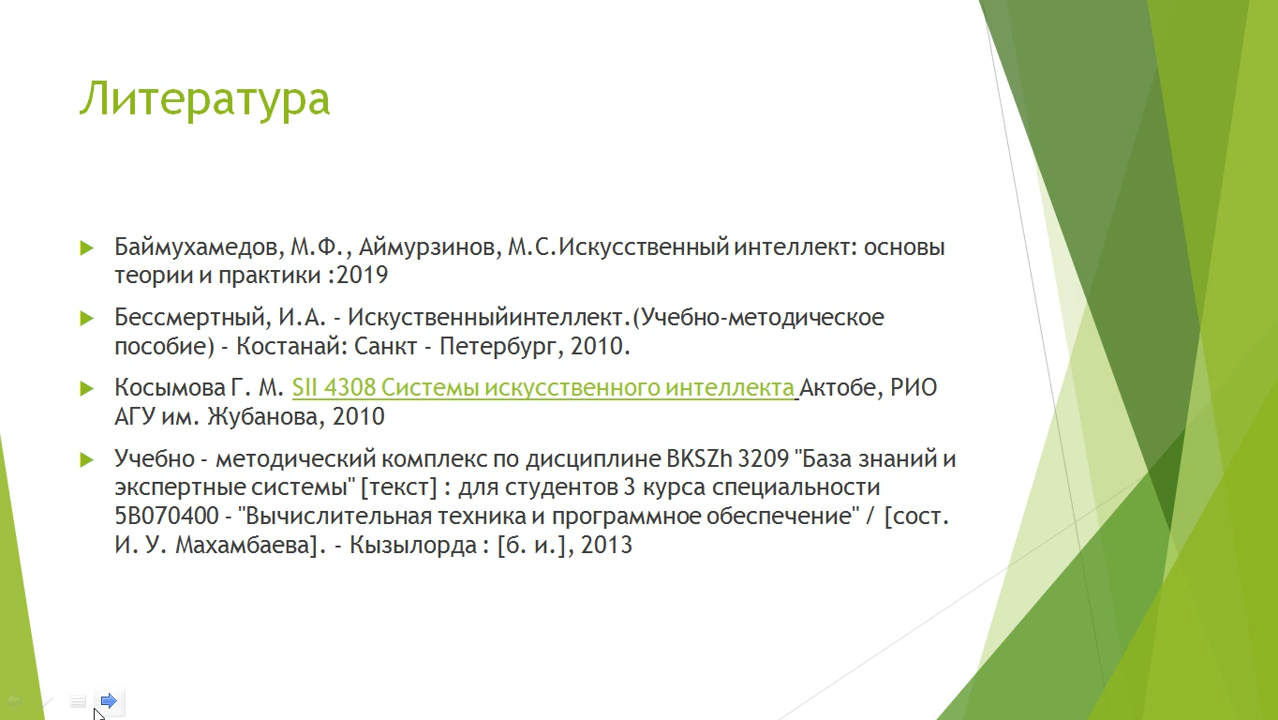 Литература
Баймухамедов, М.Ф., Аймурзинов, М.С.Искусственный интеллект: основы
теории и практики :2019
Бессмертный, И.А. - Искуственныйинтеллект.(Учебно-методическое
пособие) - Костанай: Санкт - Петербург, 2010.
Косымова Г. М. SII 4308 Системы искусственного интеллекта Актобе, РИО
АГУ им. Жубанова, 2010
Учебно - методический комплекс по дисциплине BKSZh 3209 "База знаний и
экспертные системы" [текст] : для студентов 3 курса специальности
5В070400 - "Вычислительная техника и программное обеспечение" / [сост.
И. У. Махамбаева]. - Кызылорда : [б. и.], 2013